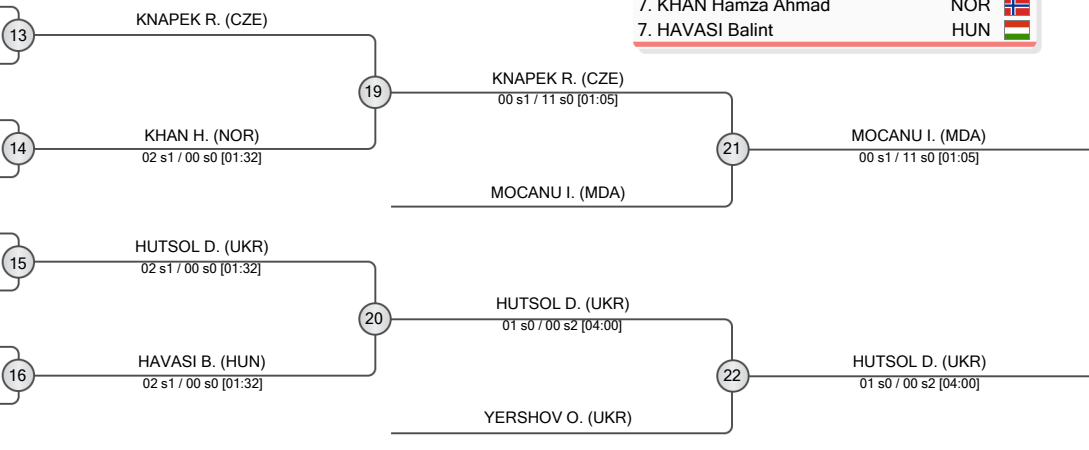 7. KHAN Hamza Ahmad NOR
7. HAVASI Balint HUN
13
KNAPEK R. (CZE)
19
KNAPEK R. (CZE)
00 s1 / 11 s0 [01:05]
14
KHAN H. (NOR)
02 s1 / 00 s0 [01:32]
21
MOCANU I. (MDA)
00 s1 / 11 s0 [01:05]
MOCANU I. (MDA)
15
HUTSOL D. (UKR)
02 s1 / 00 s0 [01:32]
20
HUTSOL D. (UKR)
01 s0 / 00 s2 [04:00]
16
HAVASI B. (HUN)
02 s1 / 00 s0 [01:32]
22
HUTSOL D. (UKR)
01 s0 / 00 s2 [04:00]
YERSHOV O. (UKR)